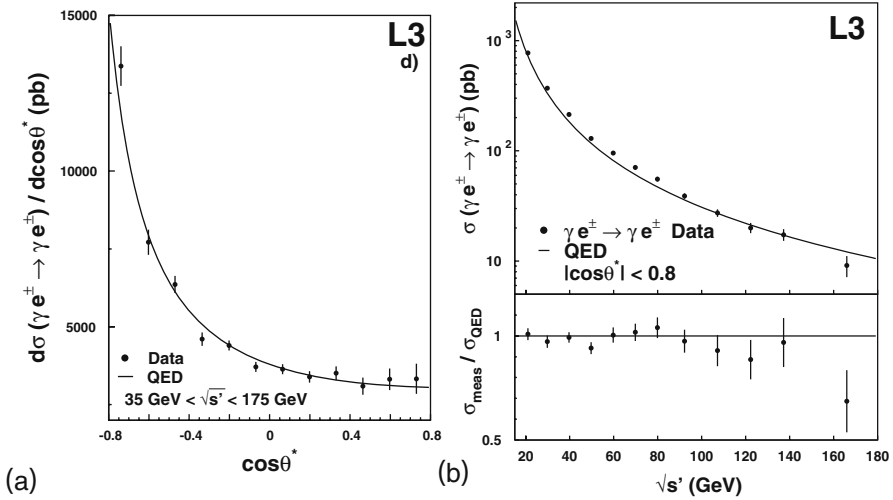 L3
d)
15000
10000
5000
dσ (γ e± → γ e±) / dcosθ* (pb)
Data
QED
35 GeV < √s' < 175 GeV
-0.8 -0.4 0 0.4 0.8
cosθ*
(a)
L3
10³
10²
10
σ (γ e± → γ e±) (pb)
γ e± → γ e± Data
QED
|cosθ*| < 0.8
1
0.5
σmeas / σQED
20 40 60 80 100 120 140 160 180
√s' (GeV)
(b)